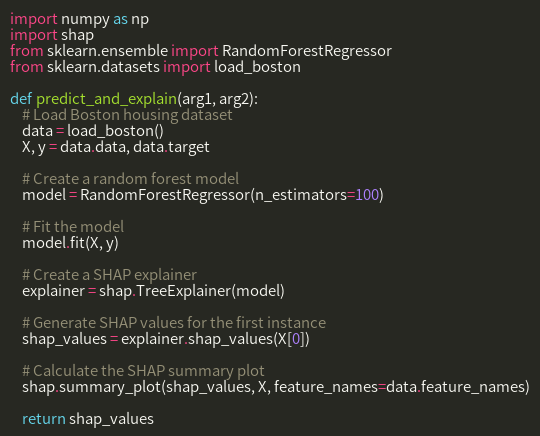 import numpy as np
import shap
from sklearn.ensemble import RandomForestRegressor
from sklearn.datasets import load_boston

def predict_and_explain(arg1, arg2):
    # Load Boston housing dataset
    data = load_boston()
    X, y = data.data, data.target

    # Create a random forest model
    model = RandomForestRegressor(n_estimators=100)

    # Fit the model
    model.fit(X, y)

    # Create a SHAP explainer
    explainer = shap.TreeExplainer(model)

    # Generate SHAP values for the first instance
    shap_values = explainer.shap_values(X[0])

    # Calculate the SHAP summary plot
    shap.summary_plot(shap_values, X, feature_names=data.feature_names)

    return shap_values